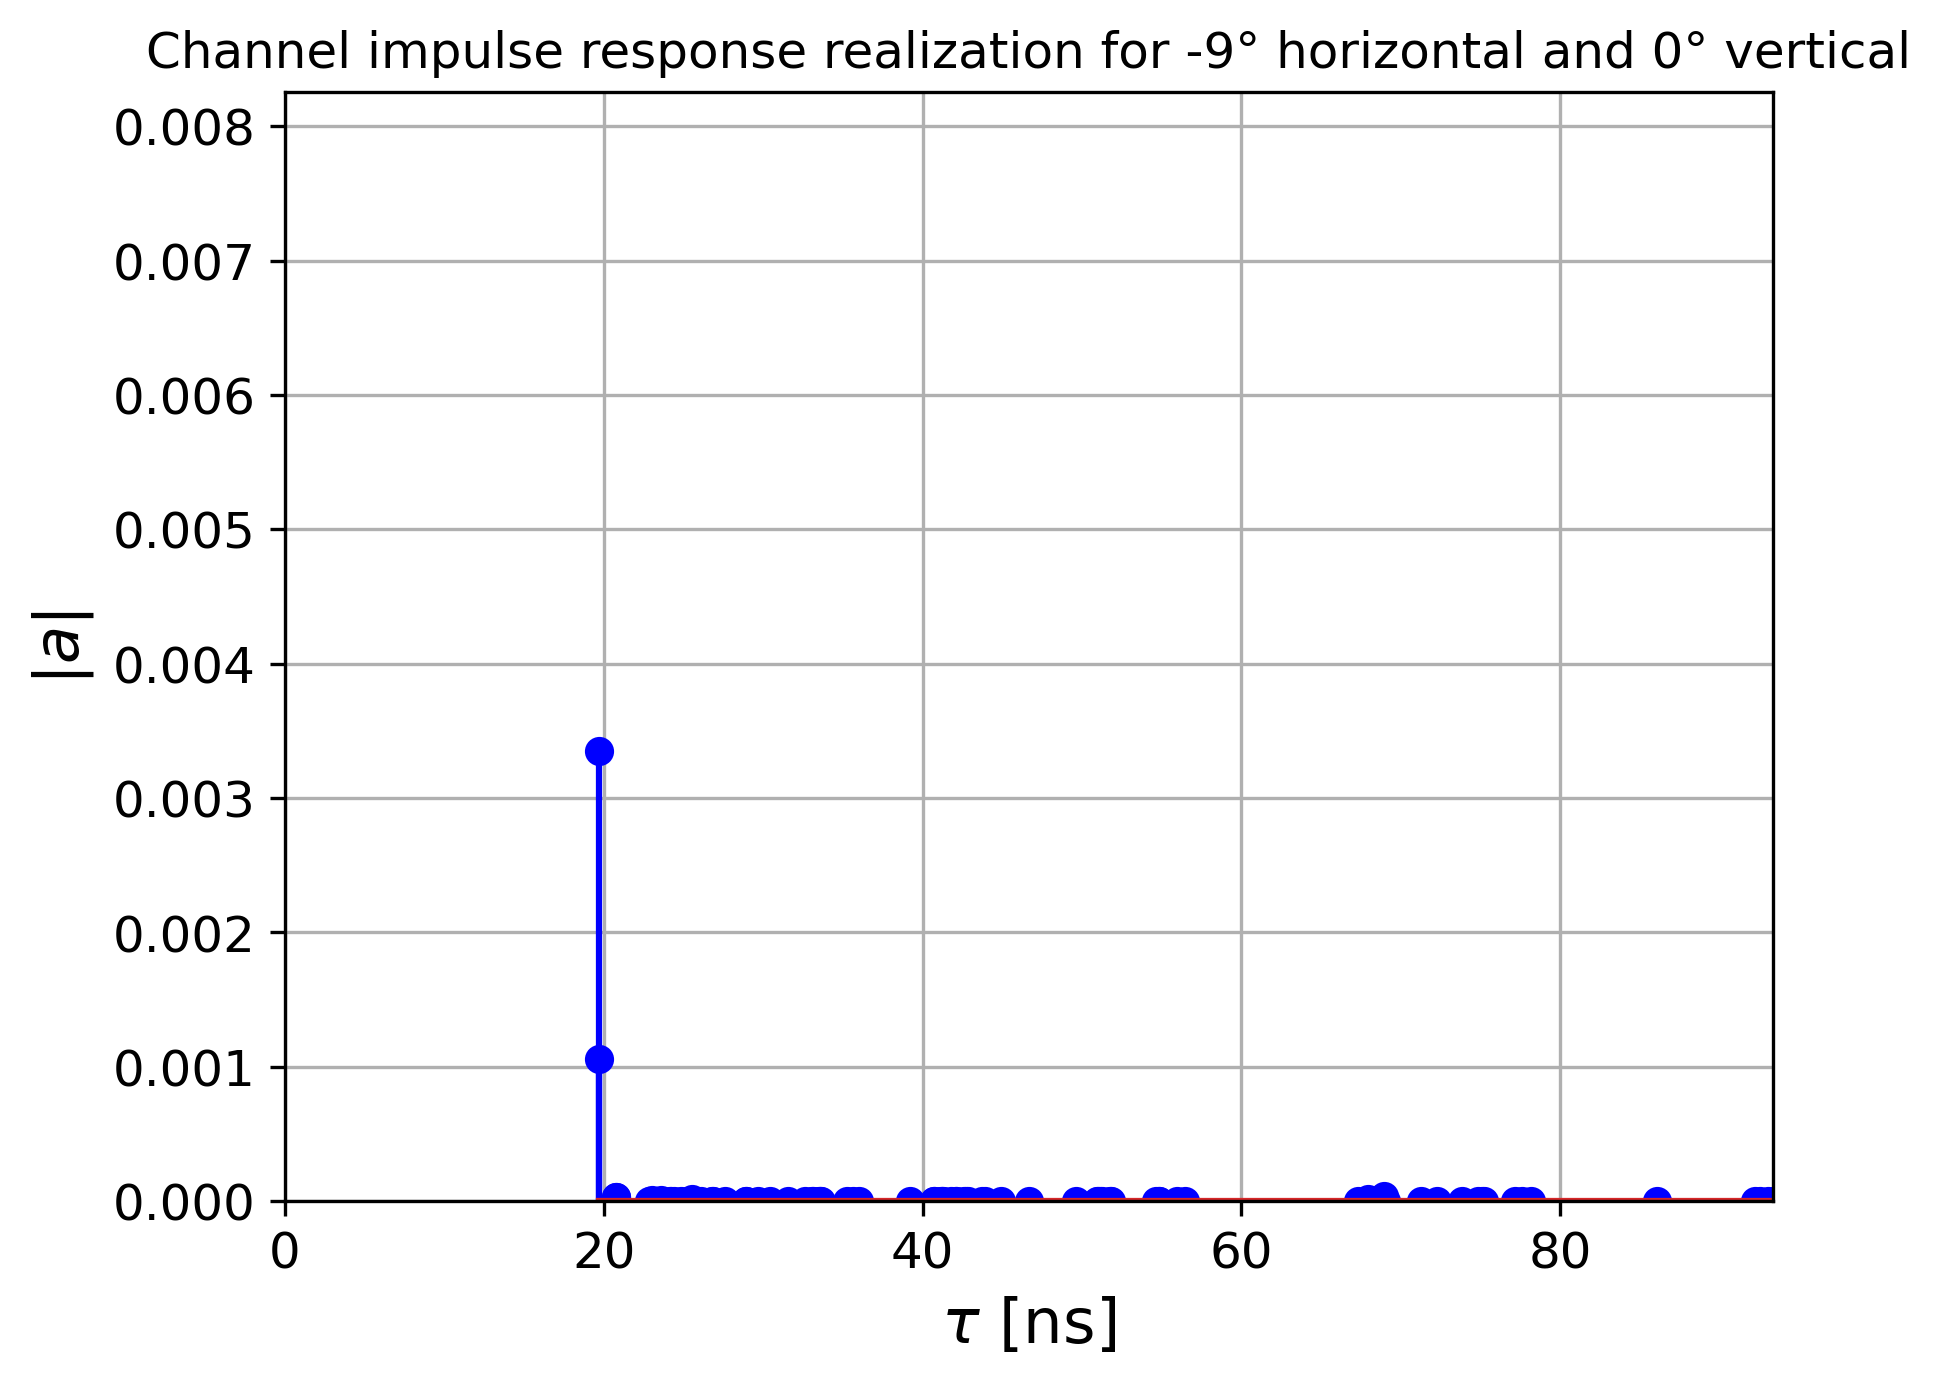 Channel impulse response realization for -9° horizontal and 0° vertical
0.008
0.007
0.006
0.005
0.004
0.003
0.002
0.001
0.000
|a|
0 20 40 60 80
τ [ns]